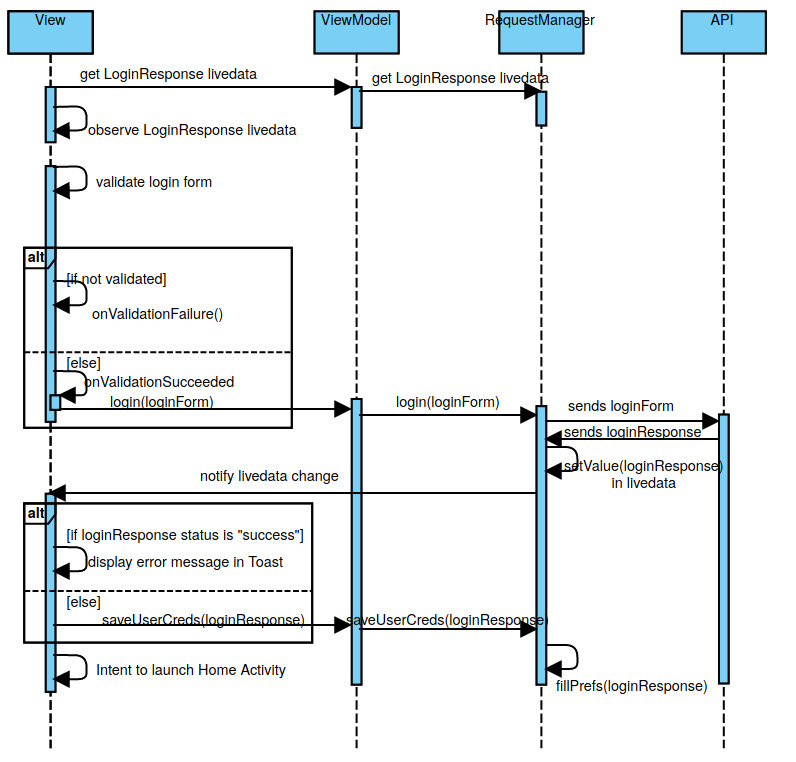 View
ViewModel
RequestManager
API
get LoginResponse livedata
get LoginResponse livedata
observe LoginResponse livedata
validate login form
alt
[if not validated]
onValidationFailure()
[else]
onValidationSucceeded
login(loginForm)
login(loginForm)
sends loginForm
sends loginResponse
setValue(loginResponse)
in livedata
notify livedata change
alt
[if loginResponse status is "success"]
display error message in Toast
[else]
saveUserCreds(loginResponse)
saveUserCreds(loginResponse)
Intent to launch Home Activity
fillPrefs(loginResponse)